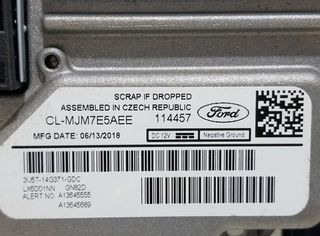 SCRAP IF DROPPED
ASSEMBLED IN CZECH REPUBLIC
CL-MJM7E5AEE 114457
Ford
MFG DATE: 06/13/2018
DC 12V
Negative Ground
3U5T-14G371-GDC
LX6D01NN GN82D
ALERT NO A13645555
A13645689